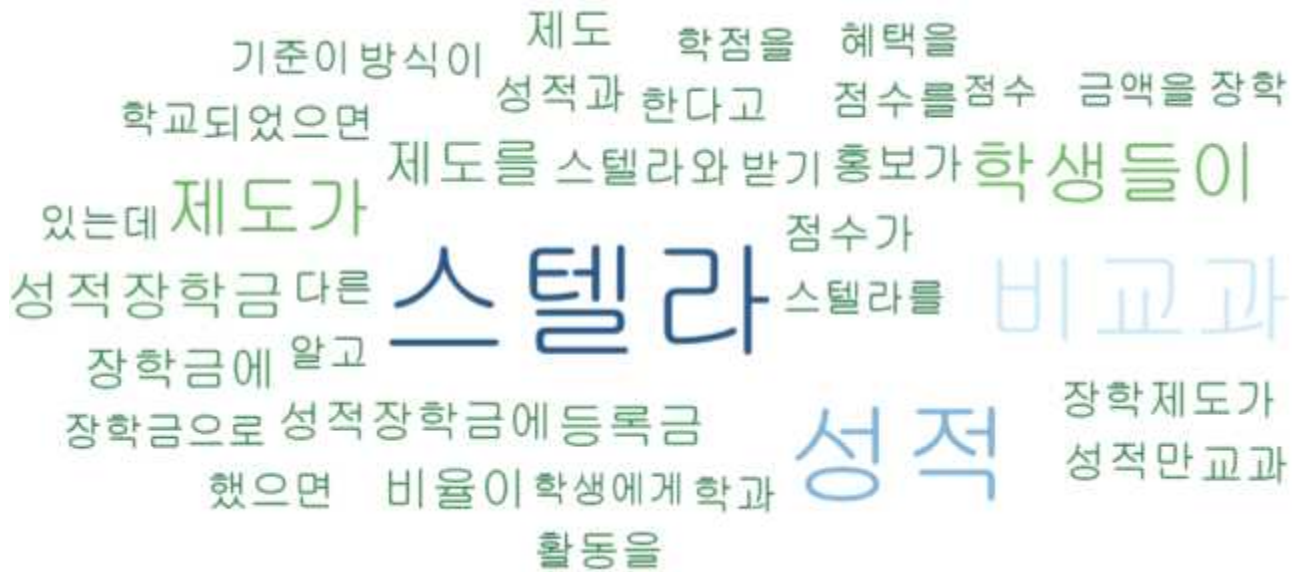 제도 학점을 혜택을
기준이 방식이
성적과 한다고 점수를 점수 금액을 장학
학교 되었으면
제도를 스텔라와 받기 홍보가 학생들이
있는데 제도가
점수가
성적장학금 다른 스텔라 스텔라를 비교과
장학금에 알고
장학제도가
장학금으로 성적장학금에 등록금 성적
성적만 교과
했으면 비율이 학생에게 학과
활동을